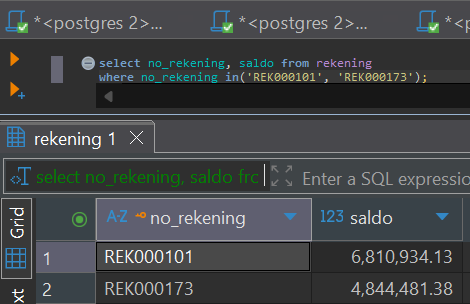 *<postgres 2>...
*<postgres 2>...
*<pos
select no_rekening, saldo from rekening
where no_rekening in('REK000101', 'REK000173');
rekening 1
select no_rekening, saldo frc
Enter a SQL expressio
Grid
A-Z no_rekening
123 saldo
1 REK000101 6,810,934.13
2 REK000173 4,844,481.38
xt